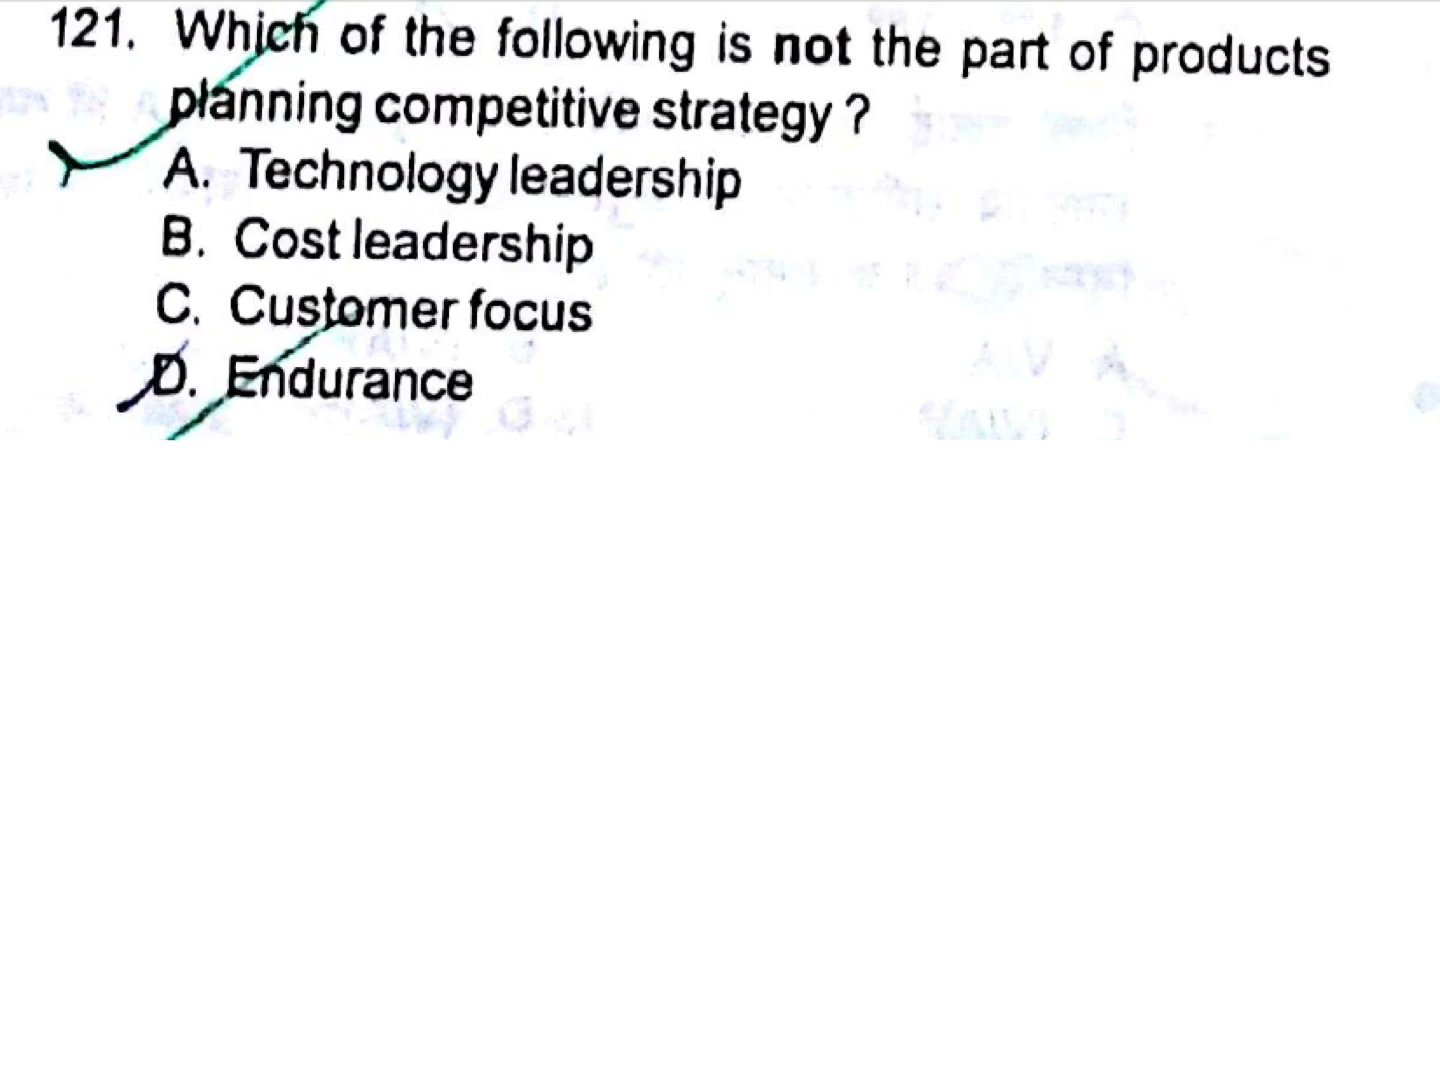 121. Which of the following is not the part of products
planning competitive strategy ?
A. Technology leadership
B. Cost leadership
C. Customer focus
D. Endurance